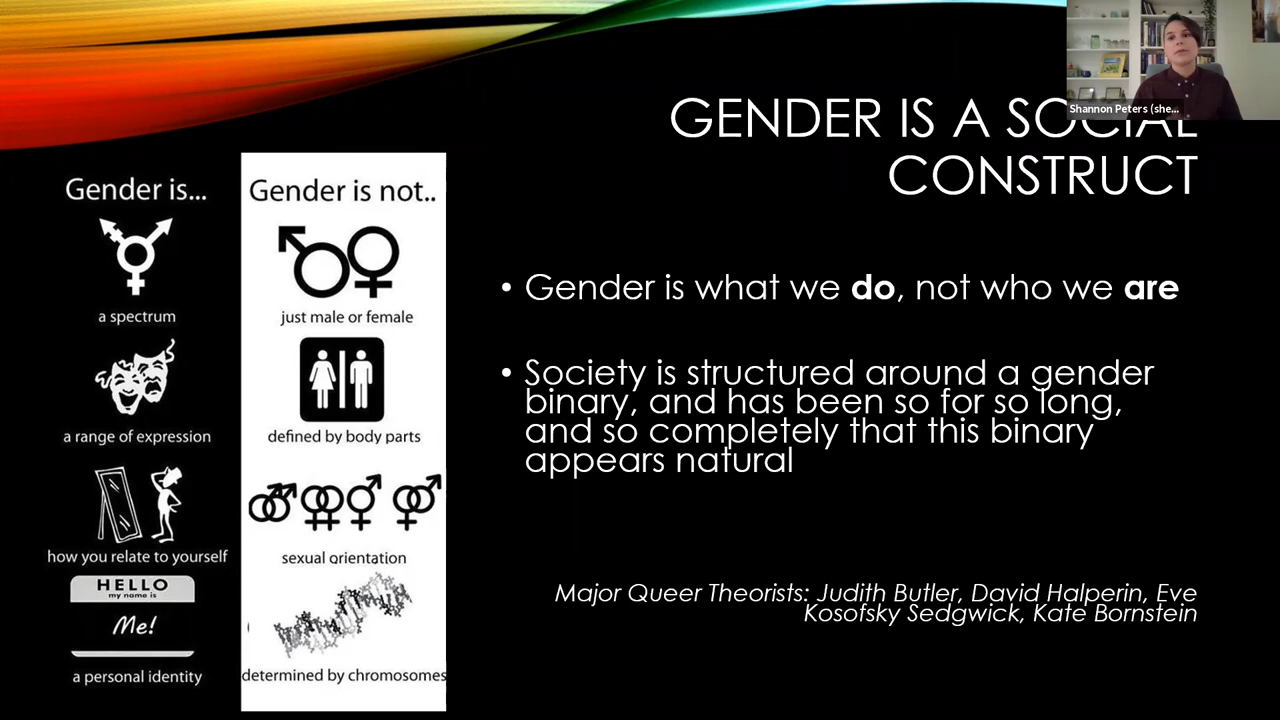 Shannon Peters (she...
GENDER IS A SOCIAL
CONSTRUCT
Gender is...
a spectrum
a range of expression
how you relate to yourself
HELLO
my name is
Me!
a personal identity
Gender is not..
just male or female
defined by body parts
sexual orientation
determined by chromosomes
• Gender is what we do, not who we are
• Society is structured around a gender
binary, and has been so for so long,
and so completely that this binary
appears natural
Major Queer Theorists: Judith Butler, David Halperin, Eve
Kosofsky Sedgwick, Kate Bornstein